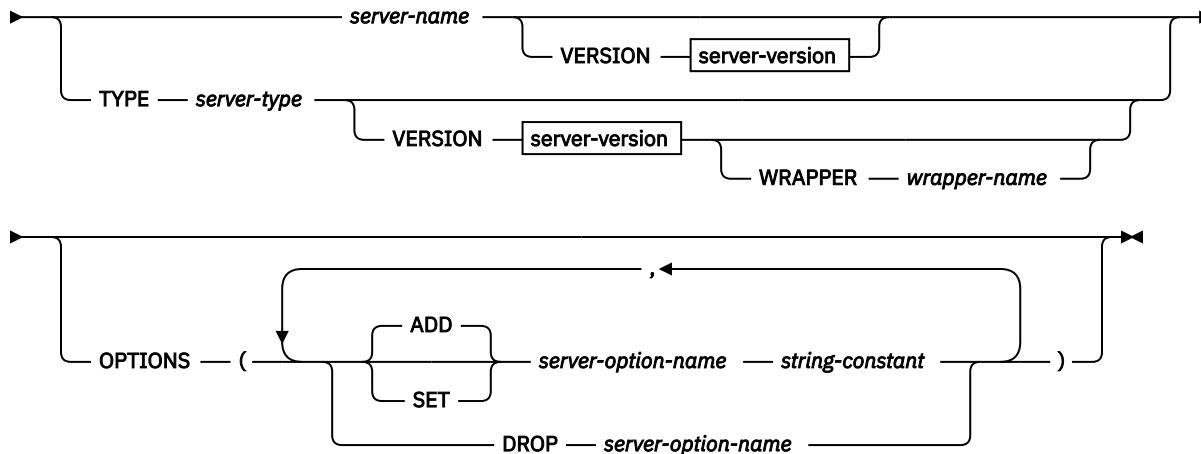 server-name
VERSION server-version
TYPE server-type
VERSION server-version
WRAPPER wrapper-name
,
ADD
OPTIONS ( server-option-name string-constant )
SET
DROP server-option-name